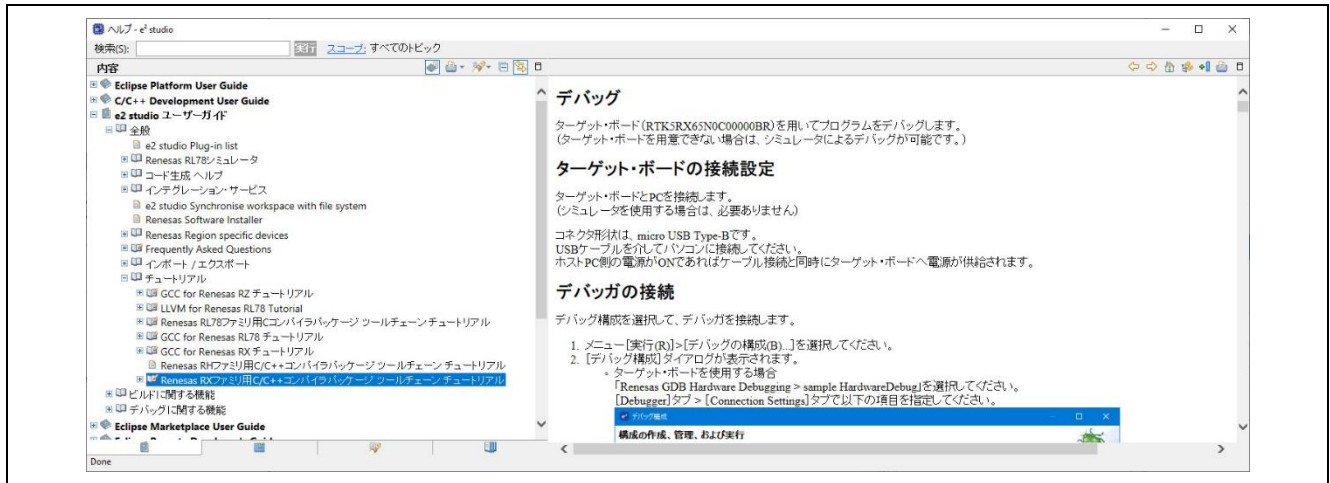 ヘルプ - e² studio
検索(S):
実行
スコープ: すべてのトピック
内容
Eclipse Platform User Guide
C/C++ Development User Guide
e2 studio ユーザーガイド
全般
e2 studio Plug-in list
Renesas RL78シミュレータ
コード生成 ヘルプ
インテグレーション・サービス
e2 studio Synchronise workspace with file system
Renesas Software Installer
Renesas Region specific devices
Frequently Asked Questions
インポート / エクスポート
チュートリアル
GCC for Renesas RZ チュートリアル
LLVM for Renesas RL78 Tutorial
Renesas RL78ファミリ用Cコンパイラパッケージ ツールチェーンチュートリアル
GCC for Renesas RL78 チュートリアル
GCC for Renesas RX チュートリアル
Renesas RHファミリ用C/C++コンパイラパッケージ ツールチェーン チュートリアル
Renesas RXファミリ用C/C++コンパイラパッケージ ツールチェーン チュートリアル
ビルドに関する機能
デバッグに関する機能
Eclipse Marketplace User Guide
Done
デバッグ
ターゲット・ボード(RTK5RX65N0C00000BR)を用いてプログラムをデバッグします。
(ターゲット・ボードを用意できない場合は、シミュレータによるデバッグが可能です。)
ターゲット・ボードの接続設定
ターゲット・ボードとPCを接続します。
(シミュレータを使用する場合は、必要ありません)
コネクタ形状は、micro USB Type-Bです。
USBケーブルを介してパソコンに接続してください。
ホストPC側の電源がONであればケーブル接続と同時にターゲット・ボードへ電源が供給されます。
デバッガの接続
デバッグ構成を選択して、デバッガを接続します。
1. メニュー[実行(R)]>[デバッグの構成(B)...]を選択してください。
2. [デバッグ構成]ダイアログが表示されます。
ターゲット・ボードを使用する場合
「Renesas GDB Hardware Debugging > sample HardwareDebug」を選択してください。
[Debugger]タブ > [Connection Settings]タブで以下の項目を指定してください。
デバッグ構成
構成の作成、管理、および実行